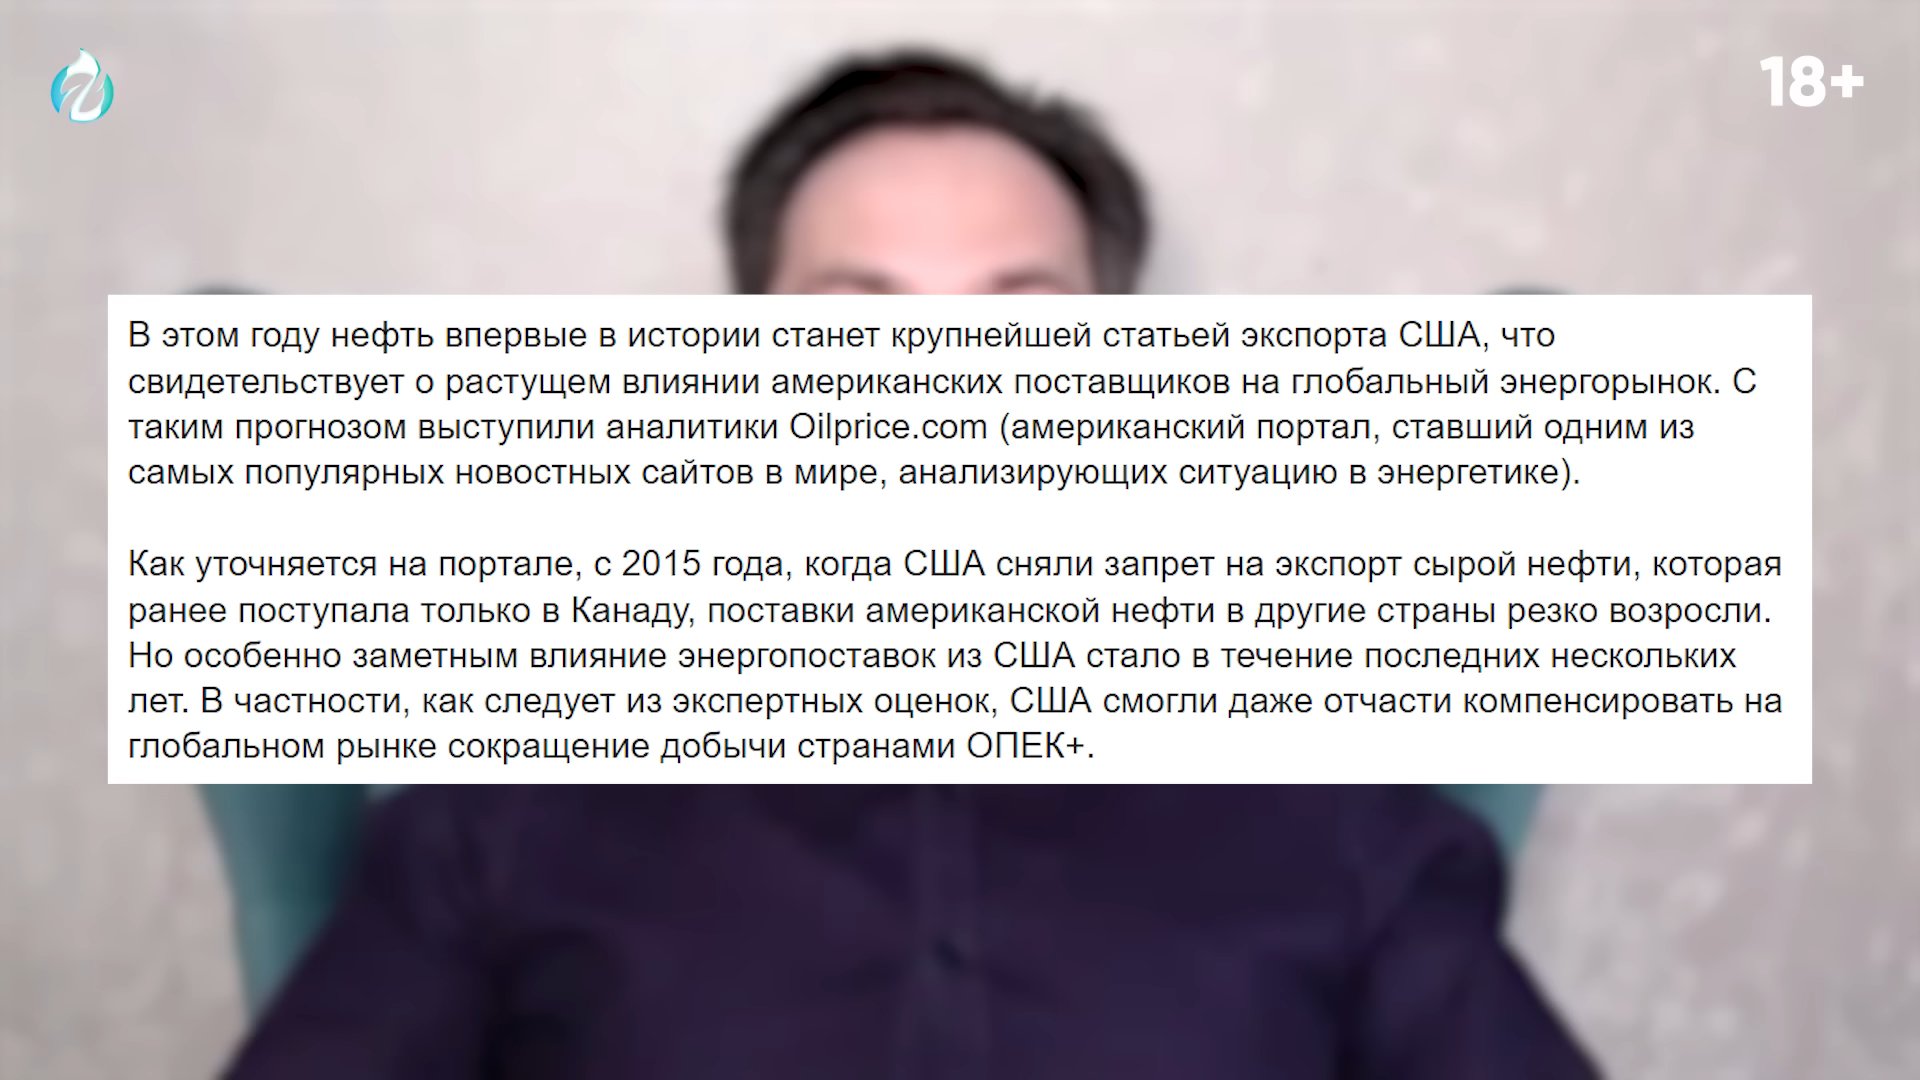 18+
В этом году нефть впервые в истории станет крупнейшей статьей экспорта США, что
свидетельствует о растущем влиянии американских поставщиков на глобальный энергорынок. С
таким прогнозом выступили аналитики Oilprice.com (американский портал, ставший одним из
самых популярных новостных сайтов в мире, анализирующих ситуацию в энергетике).
Как уточняется на портале, с 2015 года, когда США сняли запрет на экспорт сырой нефти, которая
ранее поступала только в Канаду, поставки американской нефти в другие страны резко возросли.
Но особенно заметным влияние энергопоставок из США стало в течение последних нескольких
лет. В частности, как следует из экспертных оценок, США смогли даже отчасти компенсировать на
глобальном рынке сокращение добычи странами ОПЕК+.